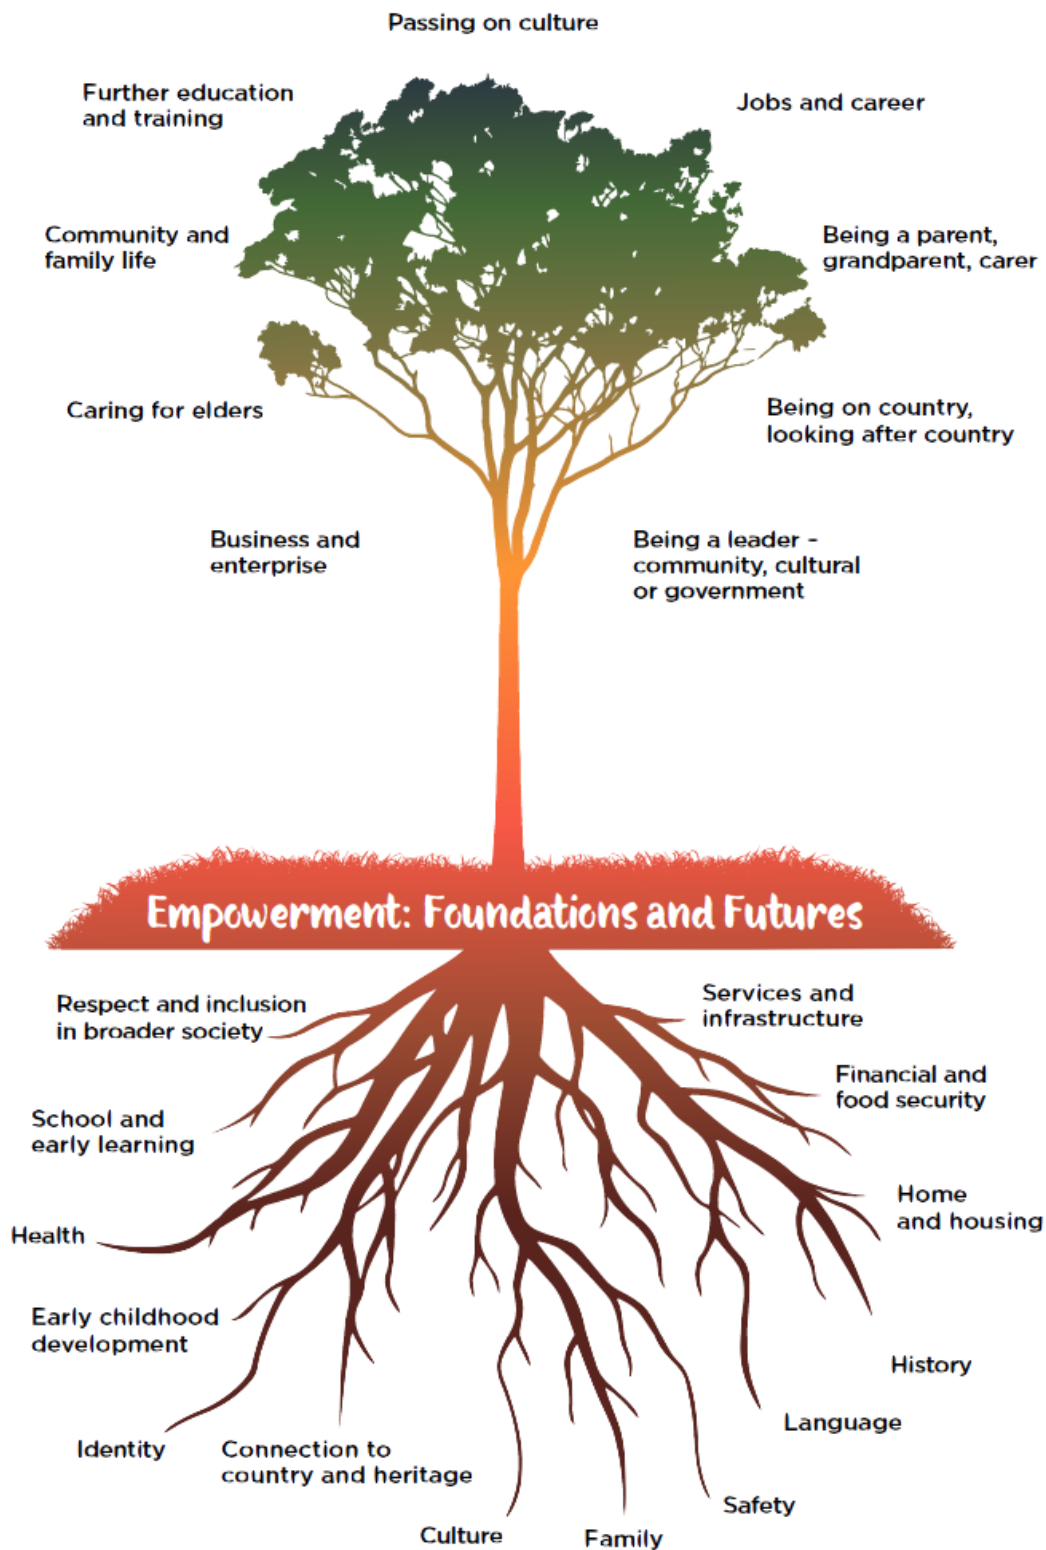 Passing on culture
Further education
and training
Jobs and career
Community and
family life
Being a parent,
grandparent, carer
Caring for elders
Being on country,
looking after country
Business and
enterprise
Being a leader -
community, cultural
or government
Empowerment: Foundations and Futures
Respect and inclusion
in broader society
Services and
infrastructure
Financial and
food security
School and
early learning
Home
and housing
Health
Early childhood
development
History
Language
Identity
Connection to
country and heritage
Safety
Culture
Family